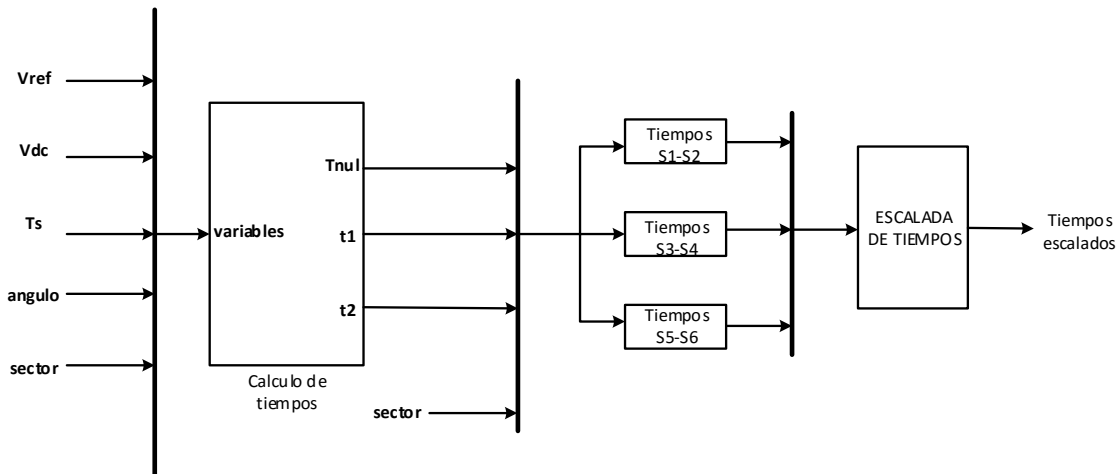 Vref
Vdc
Ts
angulo
sector
variables
Tnul
t1
t2
Calculo de
tiempos
sector
Tiempos
S1-S2
Tiempos
S3-S4
Tiempos
S5-S6
ESCALADA
DE TIEMPOS
Tiempos
escalados